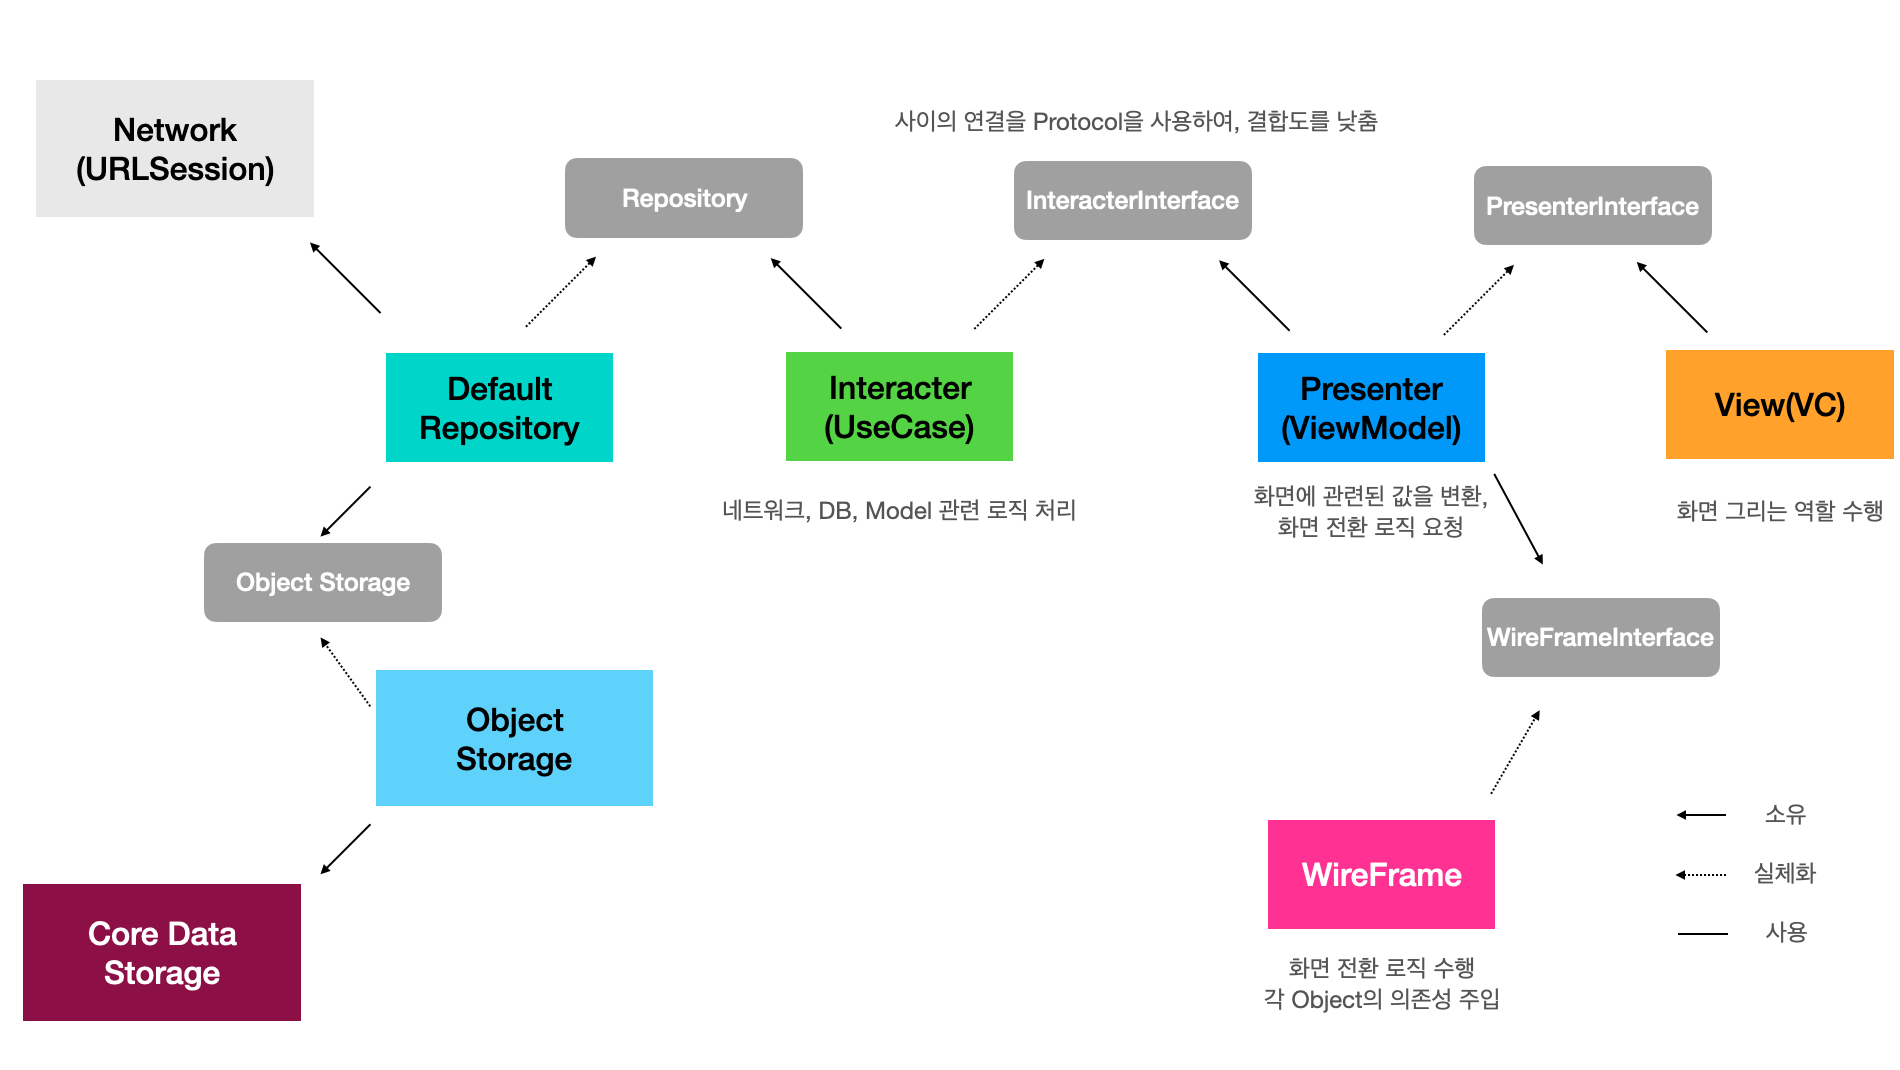 사이의 연결을 Protocol을 사용하여, 결합도를 낮춤
Network
(URLSession)
Repository
InteracterInterface
PresenterInterface
Default
Repository
Interacter
(UseCase)
Presenter
(ViewModel)
View(VC)
네트워크, DB, Model 관련 로직 처리
화면에 관련된 값을 변환,
화면 전환 로직 요청
화면 그리는 역할 수행
Object Storage
WireFrameInterface
Object
Storage
Core Data
Storage
WireFrame
화면 전환 로직 수행
각 Object의 의존성 주입
소유
실체화
사용